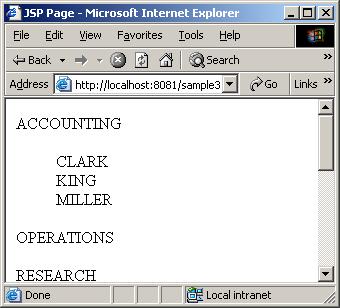 JSP Page - Microsoft Internet Explorer
File Edit View Favorites Tools Help
Back Search
Address http://localhost:8081/sample3 Go Links »
ACCOUNTING
CLARK
KING
MILLER
OPERATIONS
RESEARCH
Done Local intranet